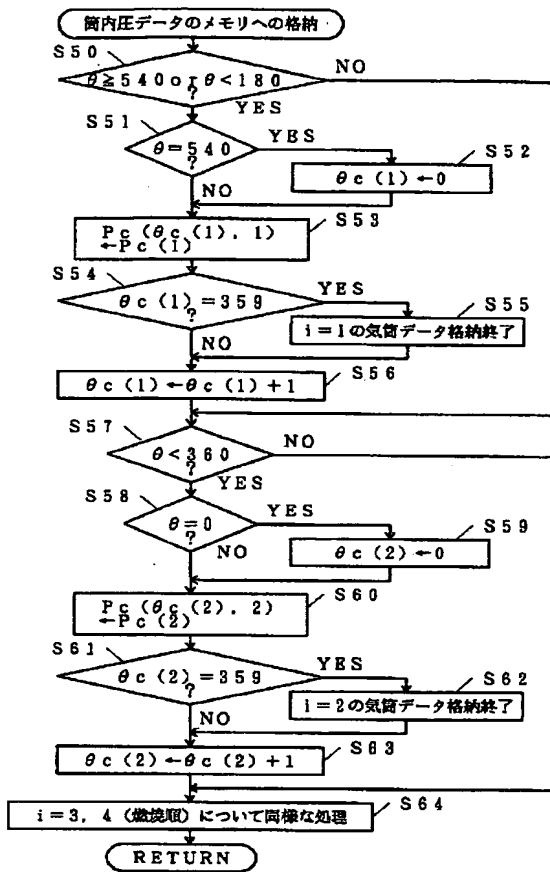 筒内圧データのメモリへの格納
S50
θ≧540orθ<180
?
NO
YES
S51
θ=540
?
YES
S52
θc(1)←0
NO
S53
Pc(θc(1),1)
←Pc(1)
S54
θc(1)=359
?
YES
S55
i=1の気筒データ格納終了
NO
S56
θc(1)←θc(1)+1
S57
θ<360
?
NO
YES
S58
θ=0
?
YES
S59
θc(2)←0
NO
S60
Pc(θc(2),2)
←Pc(2)
S61
θc(2)=359
?
YES
S62
i=2の気筒データ格納終了
NO
S63
θc(2)←θc(2)+1
S64
i=3,4(燃焼順)について同様な処理
RETURN